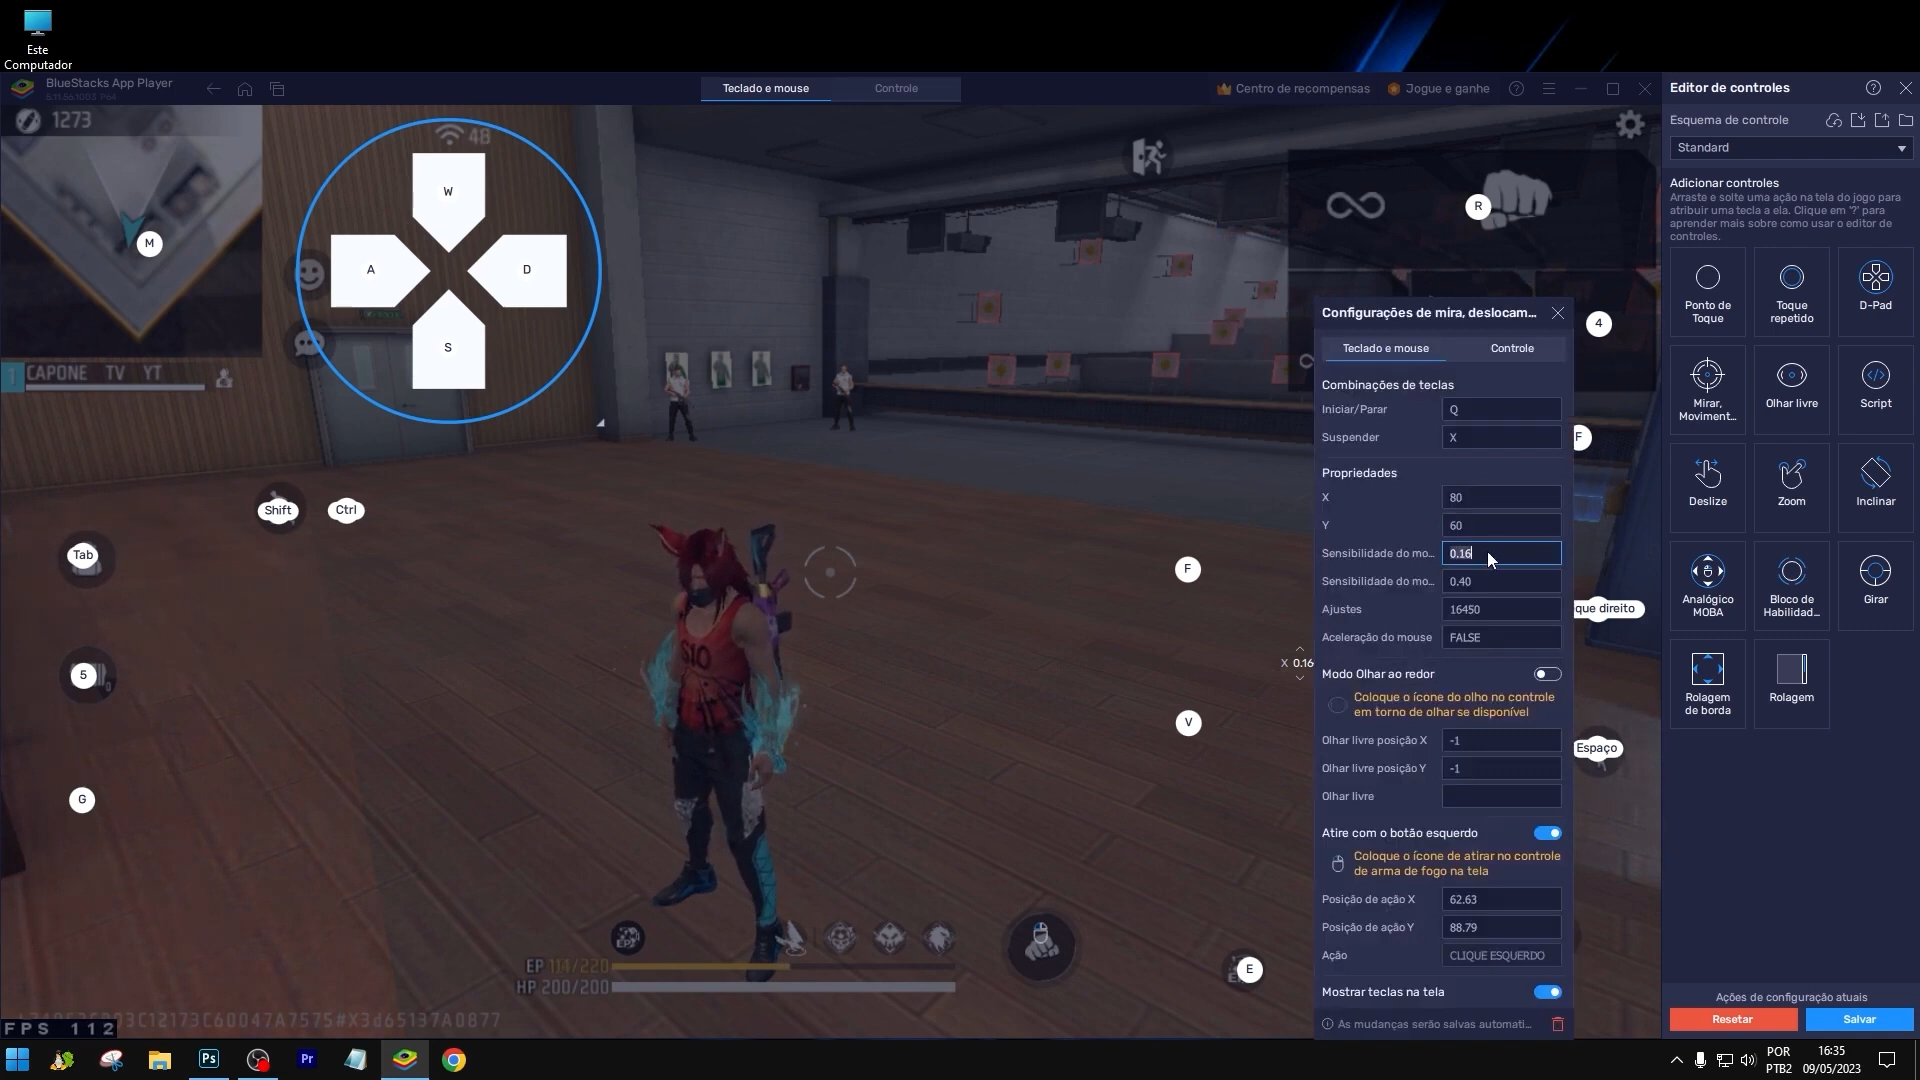 Este
Computador
BlueStacks App Player
Teclado e mouse
Controle
Centro de recompensas
Jogue e ganhe
Editor de controles
Esquema de controle
Standard
Adicionar controles
Arraste e solte uma ação na tela do jogo para
atribuir uma tecla a ela. Clique em '?' para
aprender mais sobre como usar o editor de
controles.
Ponto de
Toque
Toque
repetido
D-Pad
Mirar,
Moviment...
Olhar livre
Script
Deslize
Zoom
Inclinar
Analógico
MOBA
Bloco de
Habilidad...
Girar
Rolagem
de borda
Rolagem
Ações de configuração atuais
Resetar
Salvar
1273
48
W
A
D
S
M
R
4
F
1 CAPONE TV YT
Shift
Ctrl
Tab
5
G
F
V
E
que direito
Espaço
X 0.16
Configurações de mira, deslocam...
Teclado e mouse
Controle
Combinações de teclas
Iniciar/Parar Q
Suspender X
Propriedades
X 80
Y 60
Sensibilidade do mo... 0.16
Sensibilidade do mo... 0.40
Ajustes 16450
Aceleração do mouse FALSE
Modo Olhar ao redor
Coloque o ícone do olho no controle
em torno de olhar se disponível
Olhar livre posição X -1
Olhar livre posição Y -1
Olhar livre
Atire com o botão esquerdo
Coloque o ícone de atirar no controle
de arma de fogo na tela
Posição de ação X 62.63
Posição de ação Y 88.79
Ação CLIQUE ESQUERDO
Mostrar teclas na tela
As mudanças serão salvas automati...
S10
EP
EP 114/220
HP 200/200
FPS 112
Ps
Pr
POR
PTB2
16:35
09/05/2023